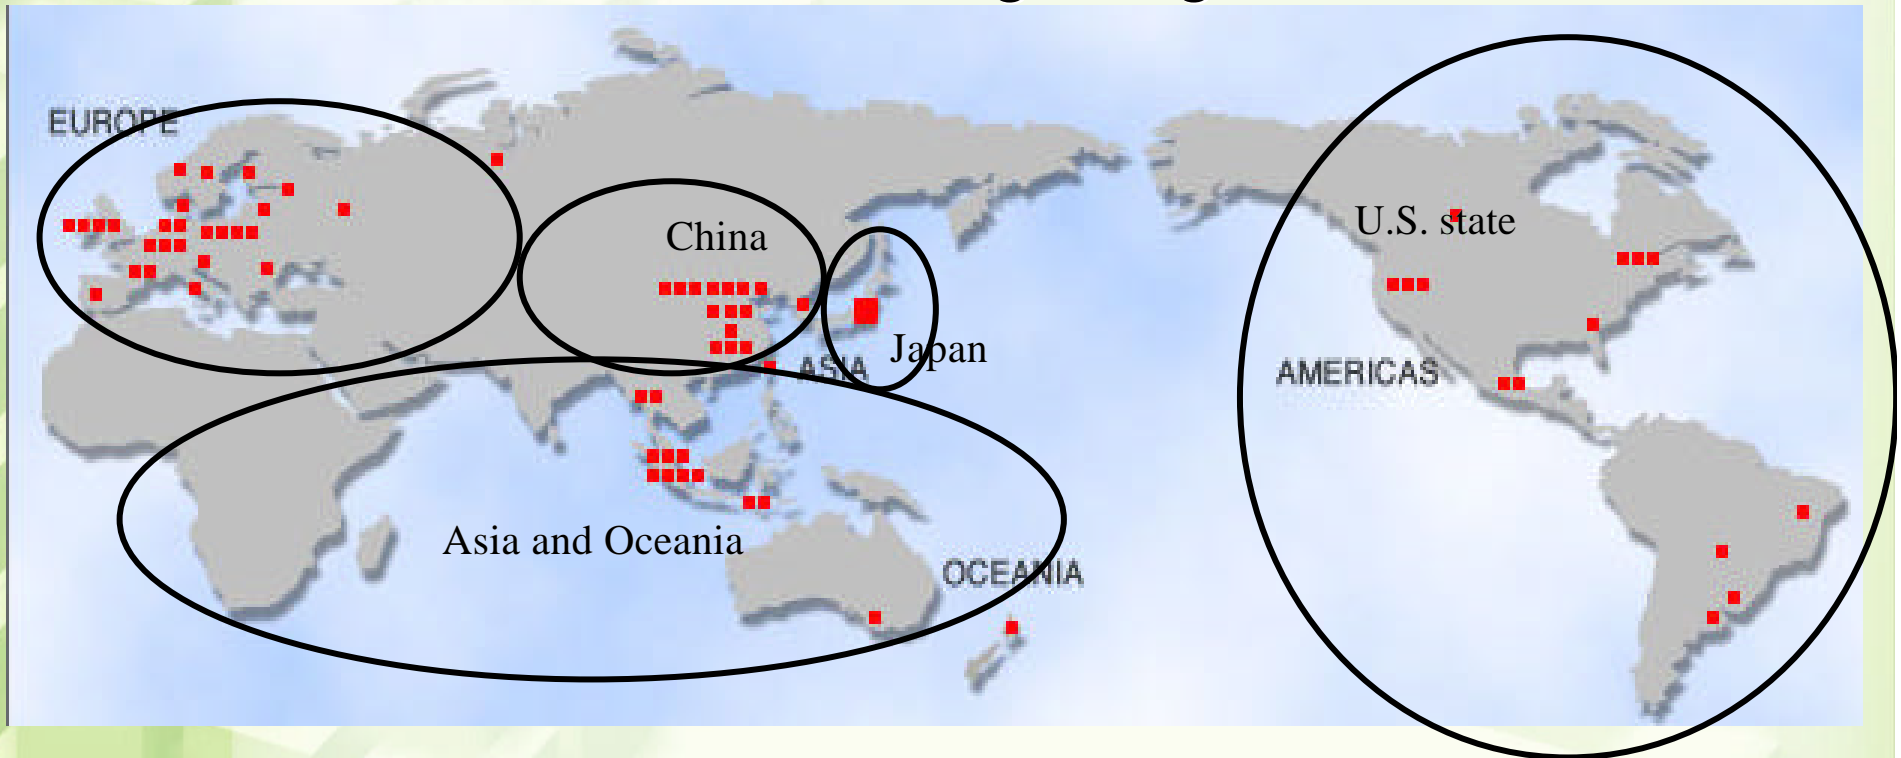 EUROPE
China
U.S. state
Japan
ASIA
AMERICAS
Asia and Oceania
OCEANIA